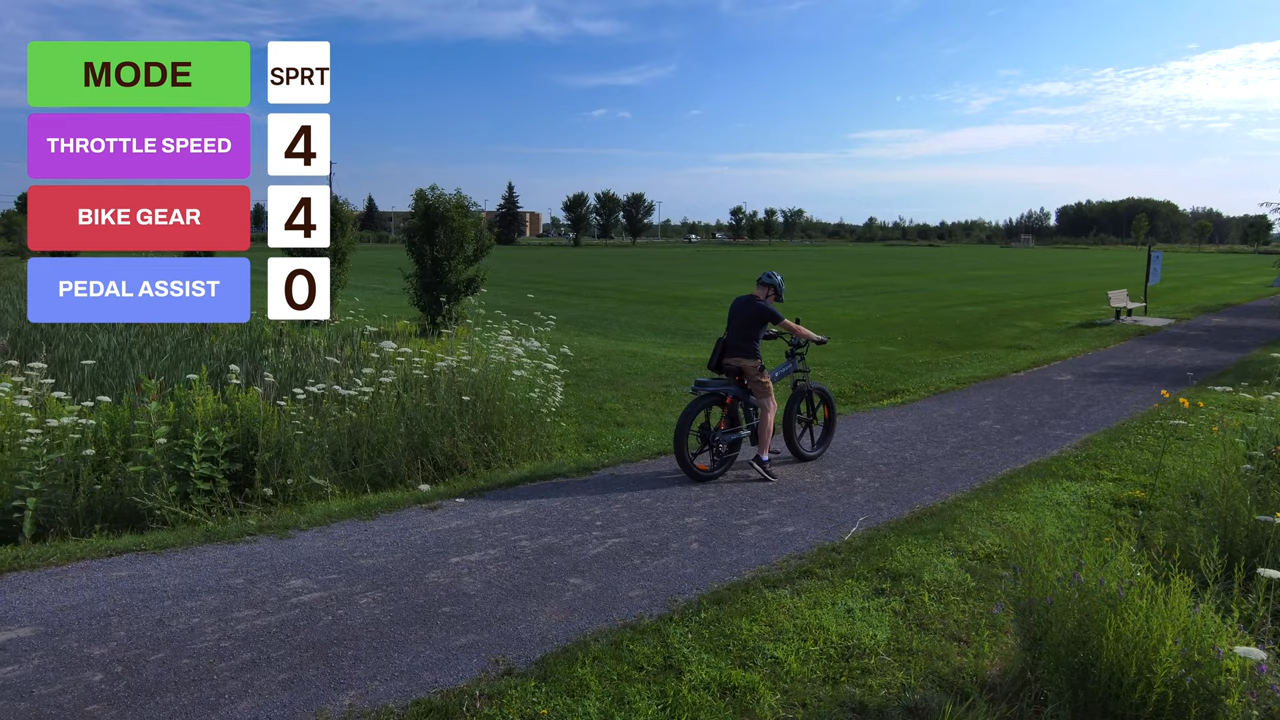 MODE SPRT
THROTTLE SPEED 4
BIKE GEAR 4
PEDAL ASSIST 0